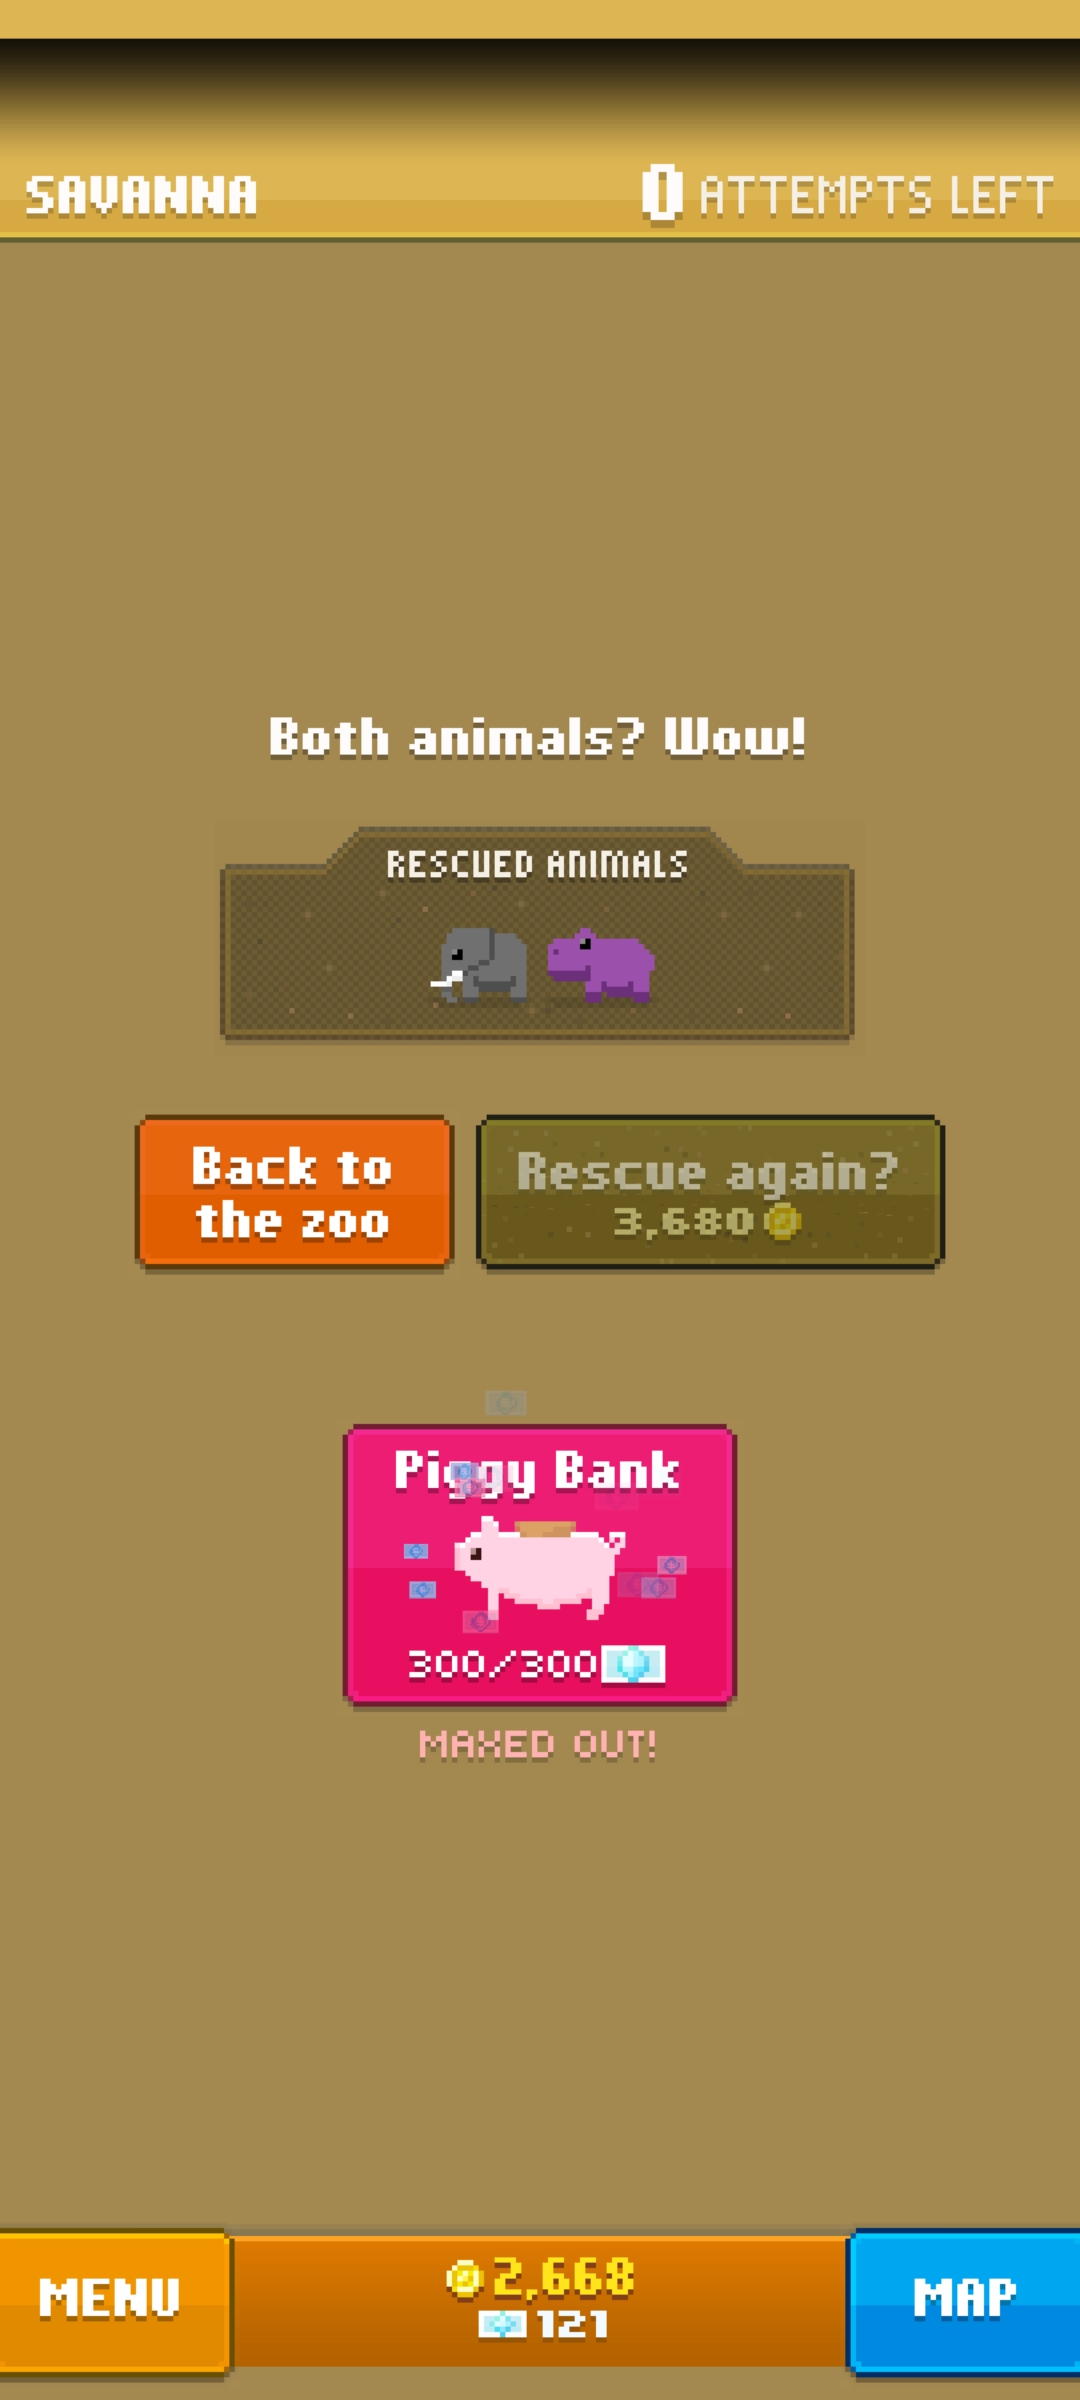 SAVANNA
0 ATTEMPTS LEFT
Both animals? Wow!
RESCUED ANIMALS
Back to
the zoo
Rescue again?
3,680
Piggy Bank
300/300
MAXED OUT!
MENU
2,668
121
MAP